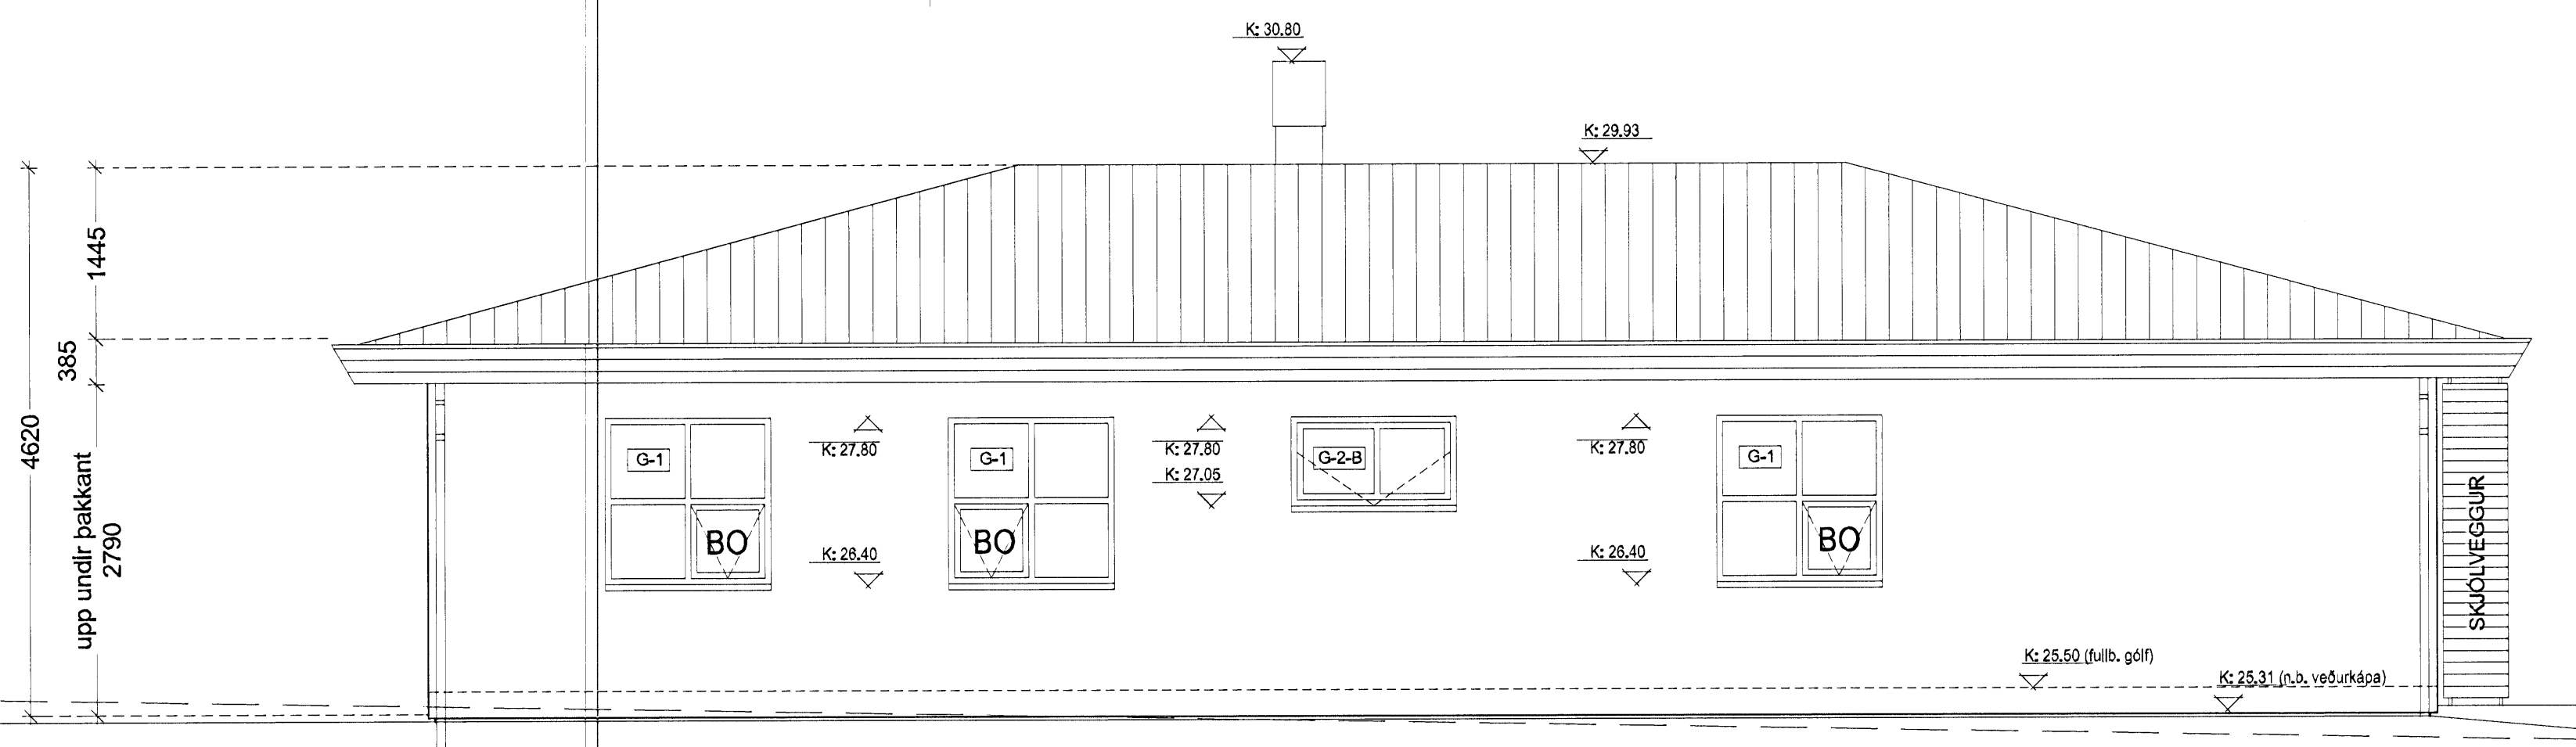 K: 30.80
K: 29.93
1445
385
4620
upp undir þakkant
2790
G-1
BO
K: 27.80
K: 26.40
G-1
BO
K: 27.80
K: 27.05
G-2-B
K: 27.80
K: 26.40
G-1
BO
SKJÓLVEGGUR
K: 25.50 (fullb. gólf)
K: 25.31 (n.b. veðurkápa)